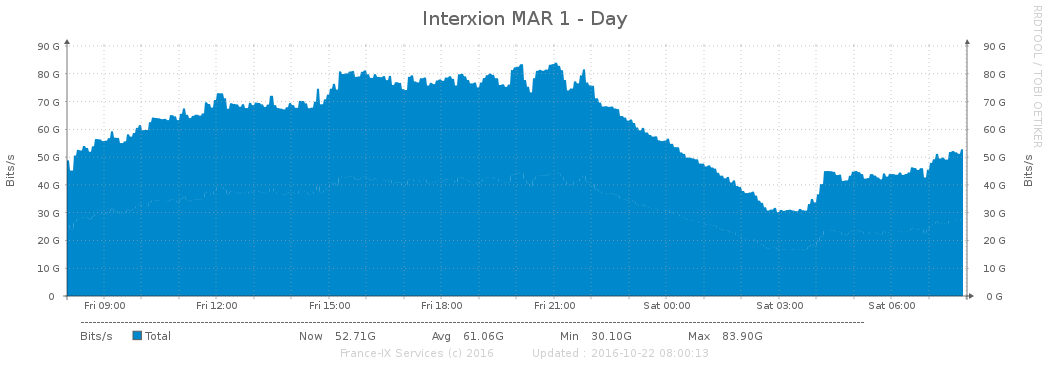 Interxion MAR 1 - Day
RRDTOOL / TOBI OETIKER
Bits/s
90 G
80 G
70 G
60 G
50 G
40 G
30 G
20 G
10 G
0
90 G
80 G
70 G
60 G
50 G
40 G
30 G
20 G
10 G
0 G
Bits/s
Fri 09:00 Fri 12:00 Fri 15:00 Fri 18:00 Fri 21:00 Sat 00:00 Sat 03:00 Sat 06:00
Bits/s Total Now 52.71G Avg 61.06G Min 30.10G Max 83.90G
France-IX Services (c) 2016 Updated : 2016-10-22 08:00:13